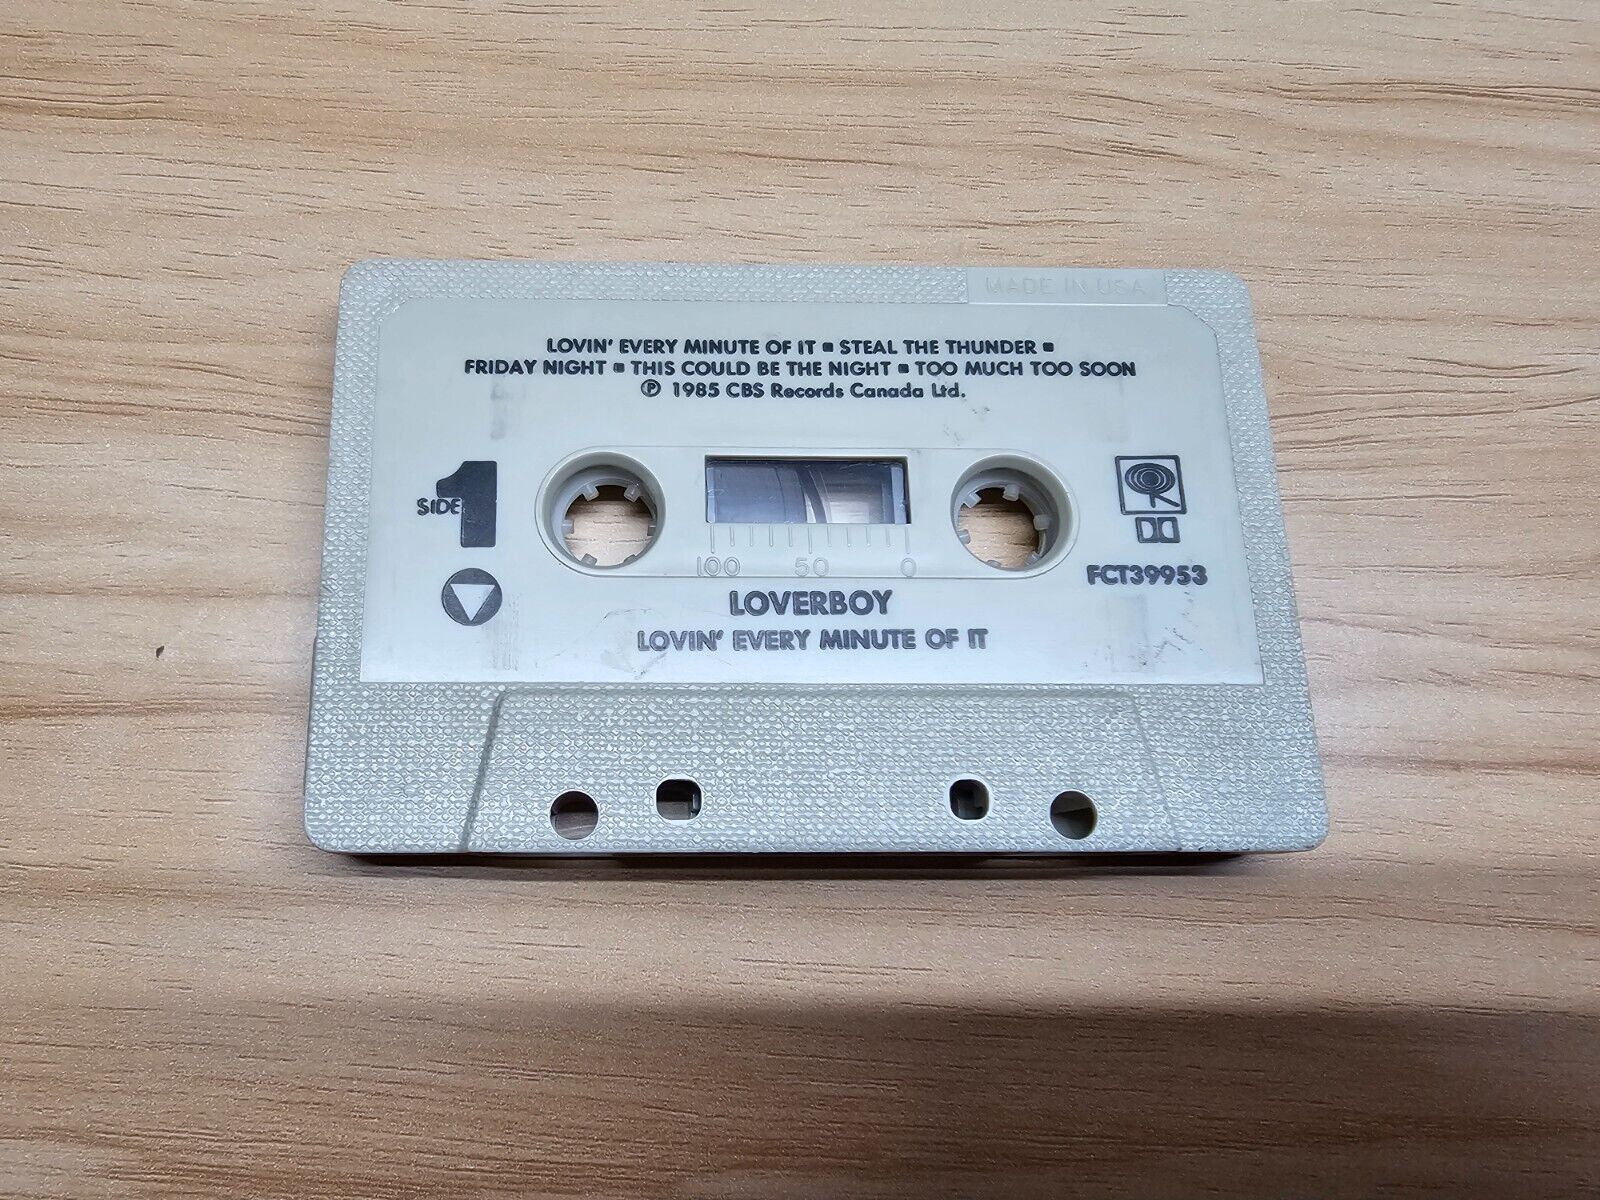 MADE IN USA
LOVIN' EVERY MINUTE OF IT ▪ STEAL THE THUNDER ▪
FRIDAY NIGHT ▪ THIS COULD BE THE NIGHT ▪ TOO MUCH TOO SOON
℗ 1985 CBS Records Canada Ltd.
SIDE 1
100 50 0
FCT39953
LOVERBOY
LOVIN' EVERY MINUTE OF IT